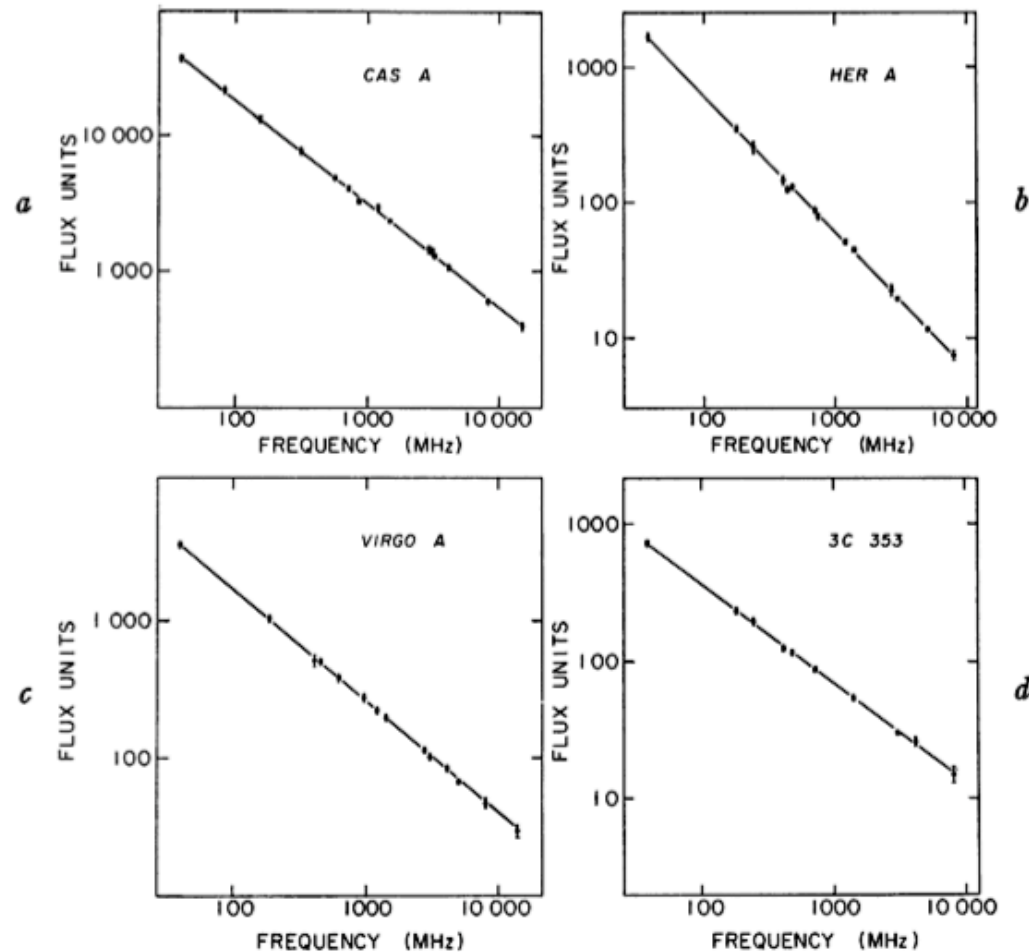 a
FLUX UNITS
10 000
1 000
CAS A
100 1000 10 000
FREQUENCY (MHz)
b
FLUX UNITS
1000
100
10
HER A
100 1000 10 000
FREQUENCY (MHz)
c
FLUX UNITS
1 000
100
VIRGO A
100 1000 10 000
FREQUENCY (MHz)
d
FLUX UNITS
1000
100
10
3C 353
100 1000 10 000
FREQUENCY (MHz)